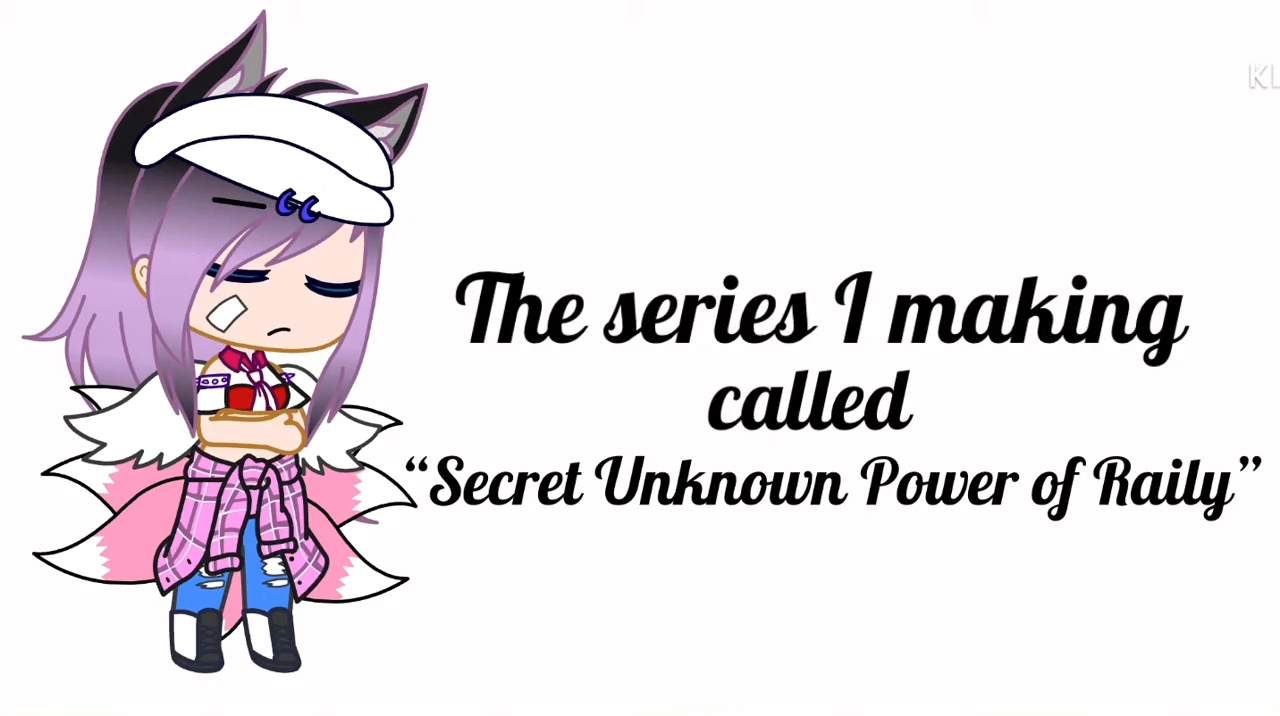 The series I making
called
“Secret Unknown Power of Raily”